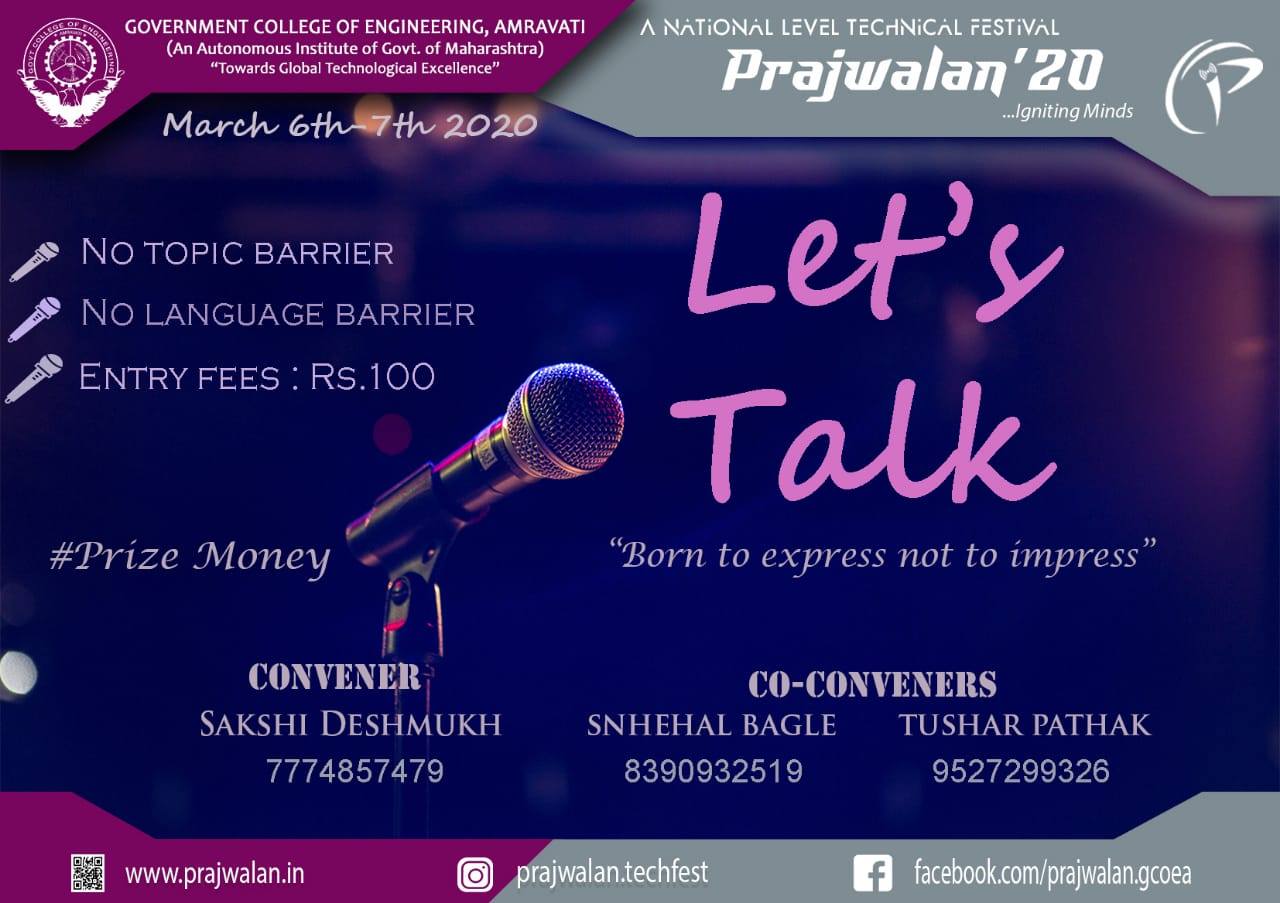 GOVERNMENT COLLEGE OF ENGINEERING, AMRAVATI
(An Autonomous Institute of Govt. of Maharashtra)
"Towards Global Technological Excellence"
A NATIONAL LEVEL TECHNICAL FESTIVAL
Prajwalan'20
...Igniting Minds
March 6th-7th 2020
Let's
Talk
NO TOPIC BARRIER
NO LANGUAGE BARRIER
ENTRY FEES : RS.100
#Prize Money
"Born to express not to impress"
CONVENER
SAKSHI DESHMUKH
7774857479
CO-CONVENERS
SNHEHAL BAGLE TUSHAR PATHAK
8390932519 9527299326
www.prajwalan.in
prajwalan.techfest
facebook.com/prajwalan.gcoea